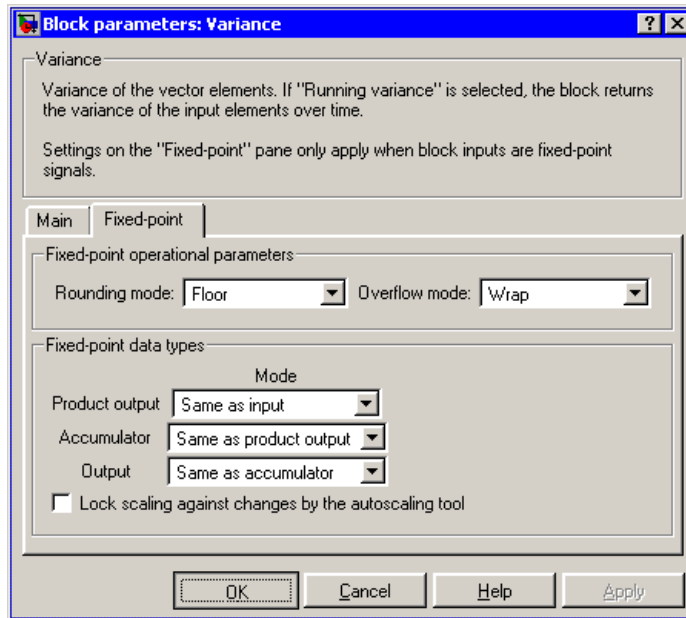 Block parameters: Variance
Variance
Variance of the vector elements. If "Running variance" is selected, the block returns
the variance of the input elements over time.
Settings on the "Fixed-point" pane only apply when block inputs are fixed-point
signals.
Main Fixed-point
Fixed-point operational parameters
Rounding mode: Floor Overflow mode: Wrap
Fixed-point data types
Mode
Product output Same as input
Accumulator Same as product output
Output Same as accumulator
Lock scaling against changes by the autoscaling tool
OK Cancel Help Apply